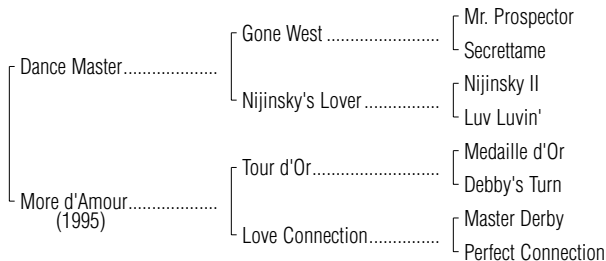 Mr. Prospector
Gone West
Secrettame
Dance Master
Nijinsky II
Nijinsky's Lover
Luv Luvin'
Medaille d'Or
Tour d'Or
Debby's Turn
More d'Amour
(1995)
Master Derby
Love Connection
Perfect Connection